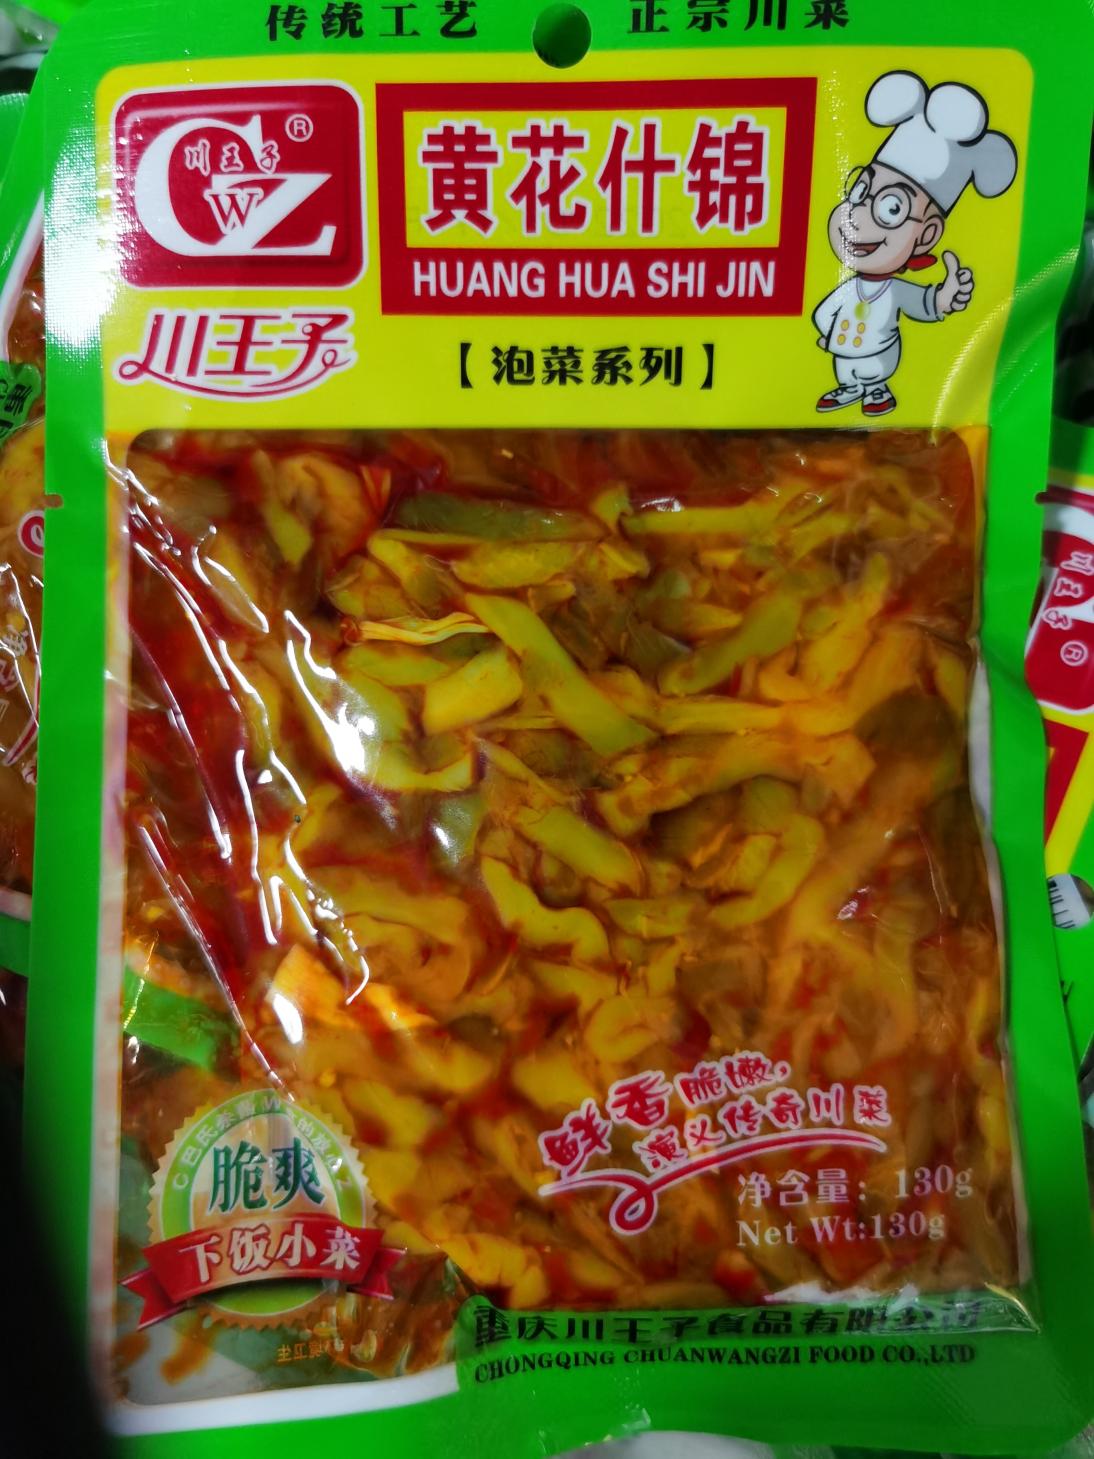 传统工艺 正宗川菜
川王子
CWZ
®
黄花什锦
HUANG HUA SHI JIN
川王子
【泡菜系列】
鲜香脆嫩，
演义传奇川菜
净含量：130g
Net Wt:130g
脆爽
下饭小菜
重庆川王子食品有限公司
CHONGQING CHUANWANGZI FOOD CO.,LTD
川王子
®